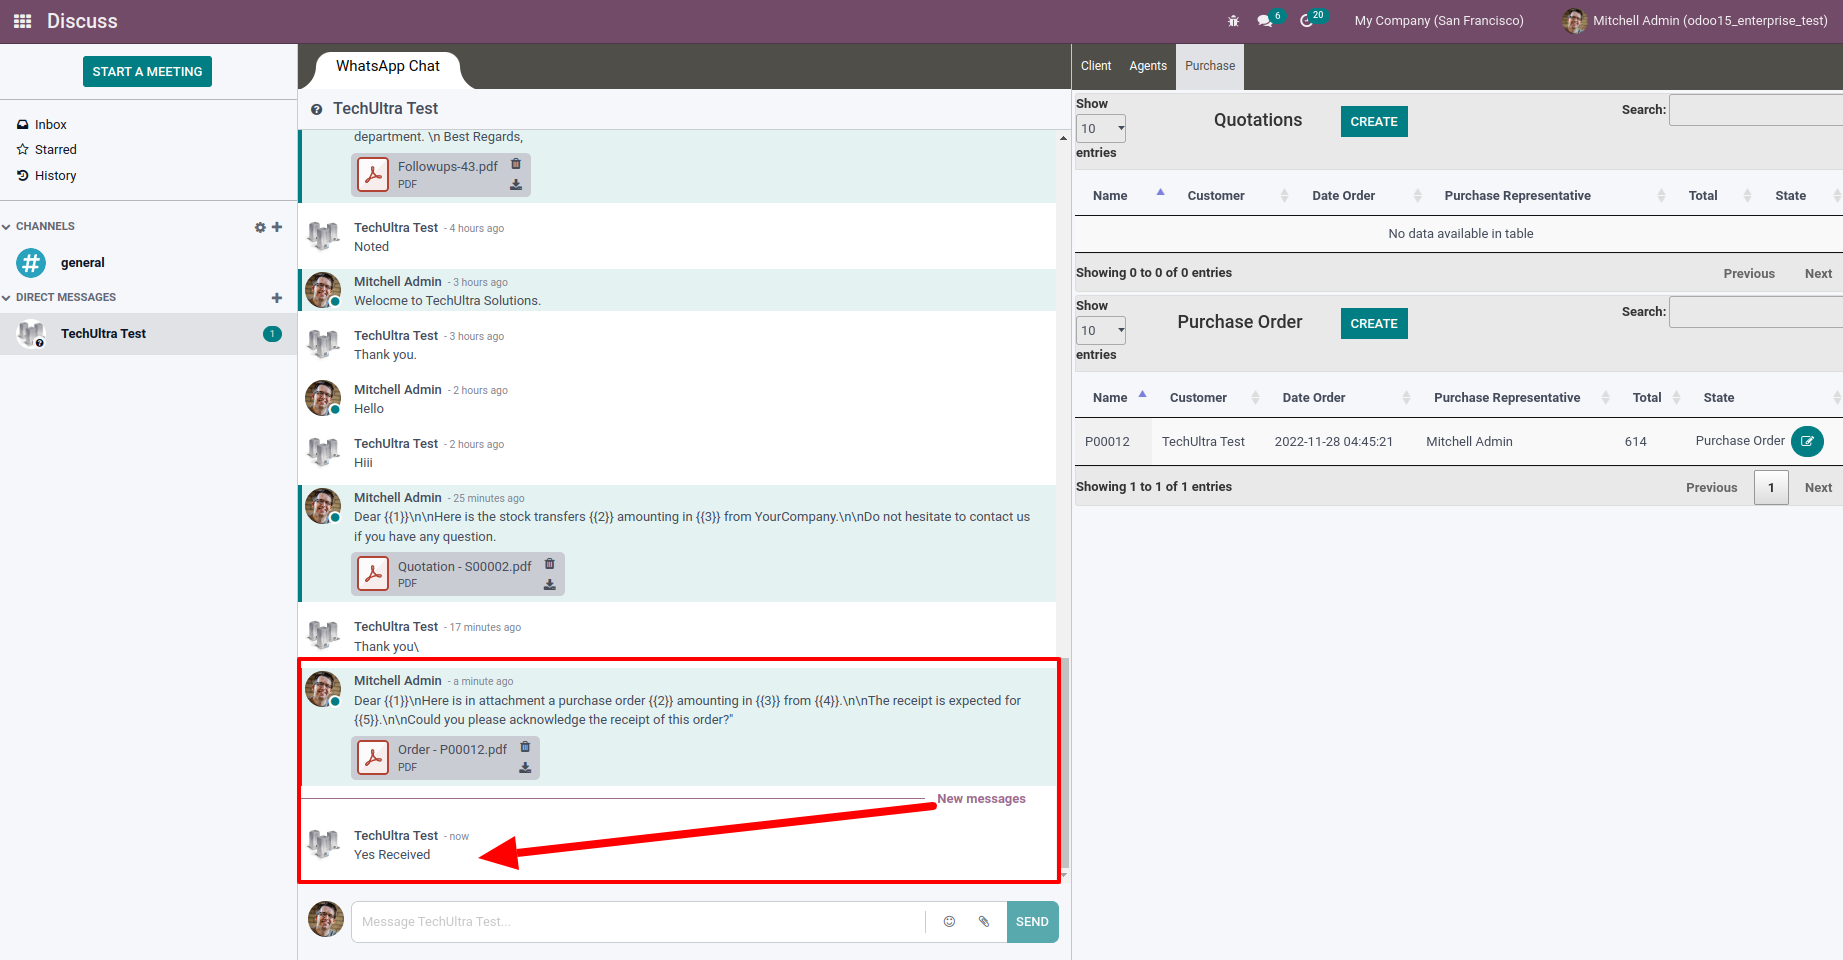 Discuss
6
20
My Company (San Francisco)
Mitchell Admin (odoo15_enterprise_test)
START A MEETING
Inbox
Starred
History
CHANNELS
general
DIRECT MESSAGES
TechUltra Test
1
WhatsApp Chat
TechUltra Test
department. \n Best Regards,
Followups-43.pdf
PDF
TechUltra Test - 4 hours ago
Noted
Mitchell Admin - 3 hours ago
Welocme to TechUltra Solutions.
TechUltra Test - 3 hours ago
Thank you.
Mitchell Admin - 2 hours ago
Hello
TechUltra Test - 2 hours ago
Hiii
Mitchell Admin - 25 minutes ago
Dear {{1}}\n\nHere is the stock transfers {{2}} amounting in {{3}} from YourCompany.\n\nDo not hesitate to contact us
if you have any question.
Quotation - S00002.pdf
PDF
TechUltra Test - 17 minutes ago
Thank you\
Mitchell Admin - a minute ago
Dear {{1}}\nHere is in attachment a purchase order {{2}} amounting in {{3}} from {{4}}.\n\nThe receipt is expected for
{{5}}.\n\nCould you please acknowledge the receipt of this order?"
Order - P00012.pdf
PDF
New messages
TechUltra Test - now
Yes Received
Message TechUltra Test...
SEND
Client Agents Purchase
Show
10
entries
Quotations
CREATE
Search:
Name Customer Date Order Purchase Representative Total State
No data available in table
Showing 0 to 0 of 0 entries
Previous Next
Show
10
entries
Purchase Order
CREATE
Search:
Name Customer Date Order Purchase Representative Total State
P00012 TechUltra Test 2022-11-28 04:45:21 Mitchell Admin 614 Purchase Order
Showing 1 to 1 of 1 entries
Previous 1 Next